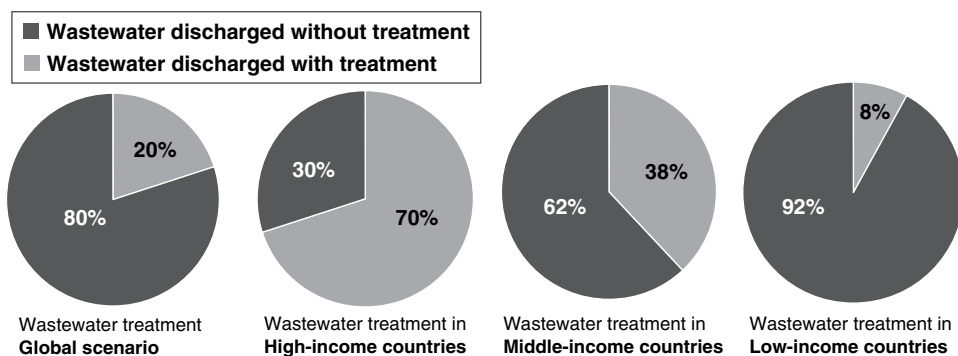 Wastewater discharged without treatment
Wastewater discharged with treatment
20%
80%
30%
70%
38%
62%
8%
92%
Wastewater treatment
Global scenario
Wastewater treatment in
High-income countries
Wastewater treatment in
Middle-income countries
Wastewater treatment in
Low-income countries